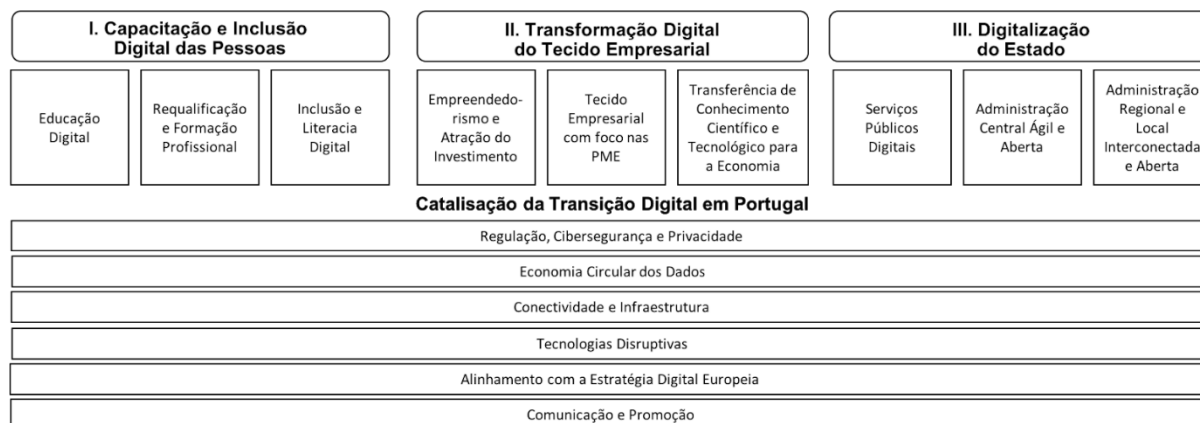 I. Capacitação e Inclusão
Digital das Pessoas
II. Transformação Digital
do Tecido Empresarial
III. Digitalização
do Estado
Educação
Digital
Requalificação
e Formação
Profissional
Inclusão e
Literacia
Digital
Empreendedo-
rismo e
Atração do
Investimento
Tecido
Empresarial
com foco nas
PME
Transferência de
Conhecimento
Científico e
Tecnológico para
a Economia
Serviços
Públicos
Digitais
Administração
Central Ágil e
Aberta
Administração
Regional e
Local
Interconectada
e Aberta
Catalisação da Transição Digital em Portugal
Regulação, Cibersegurança e Privacidade
Economia Circular dos Dados
Conectividade e Infraestrutura
Tecnologias Disruptivas
Alinhamento com a Estratégia Digital Europeia
Comunicação e Promoção